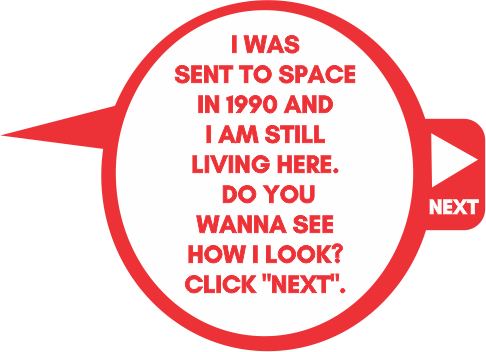 I WAS
SENT TO SPACE
IN 1990 AND
I AM STILL
LIVING HERE.
DO YOU
WANNA SEE
HOW I LOOK?
CLICK "NEXT".
NEXT